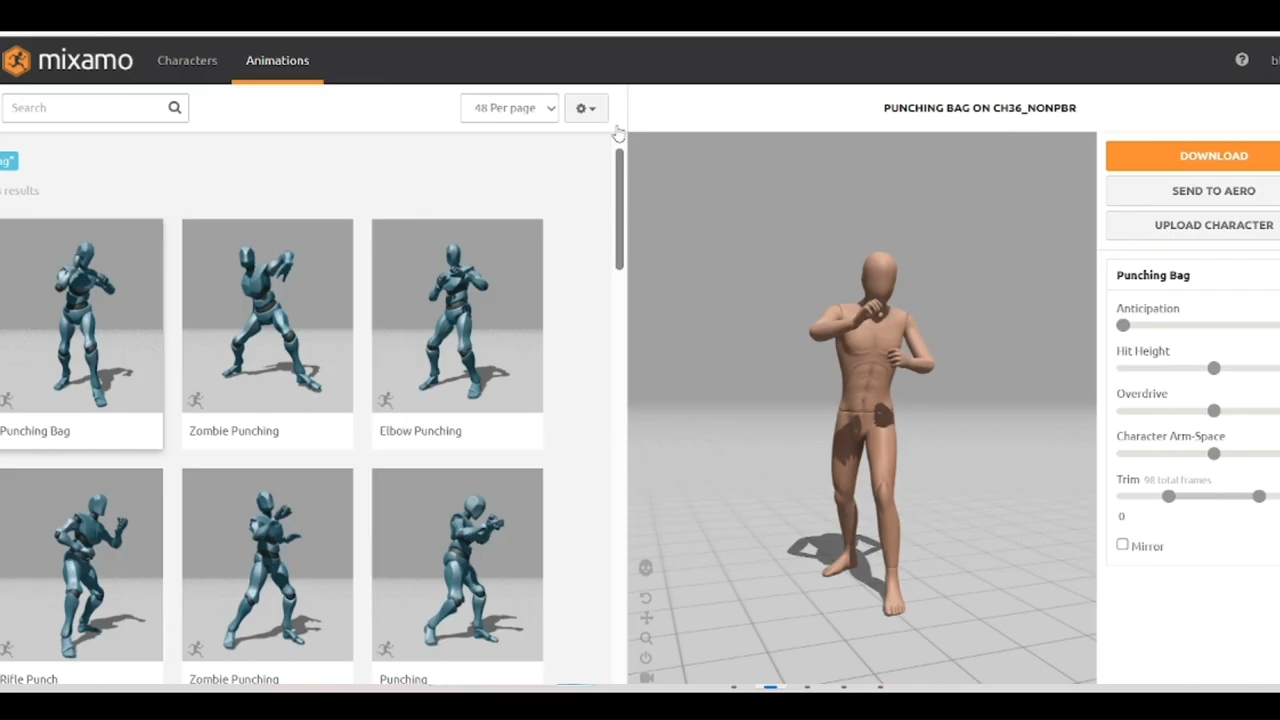 mixamo
Characters
Animations
Search
48 Per page
PUNCHING BAG ON CH36_NONPBR
DOWNLOAD
results
SEND TO AERO
UPLOAD CHARACTER
Punching Bag
Anticipation
Hit Height
Overdrive
Punching Bag
Zombie Punching
Elbow Punching
Character Arm-Space
Trim 98 total frames
0
Mirror
Rifle Punch
Zombie Punching
Punching